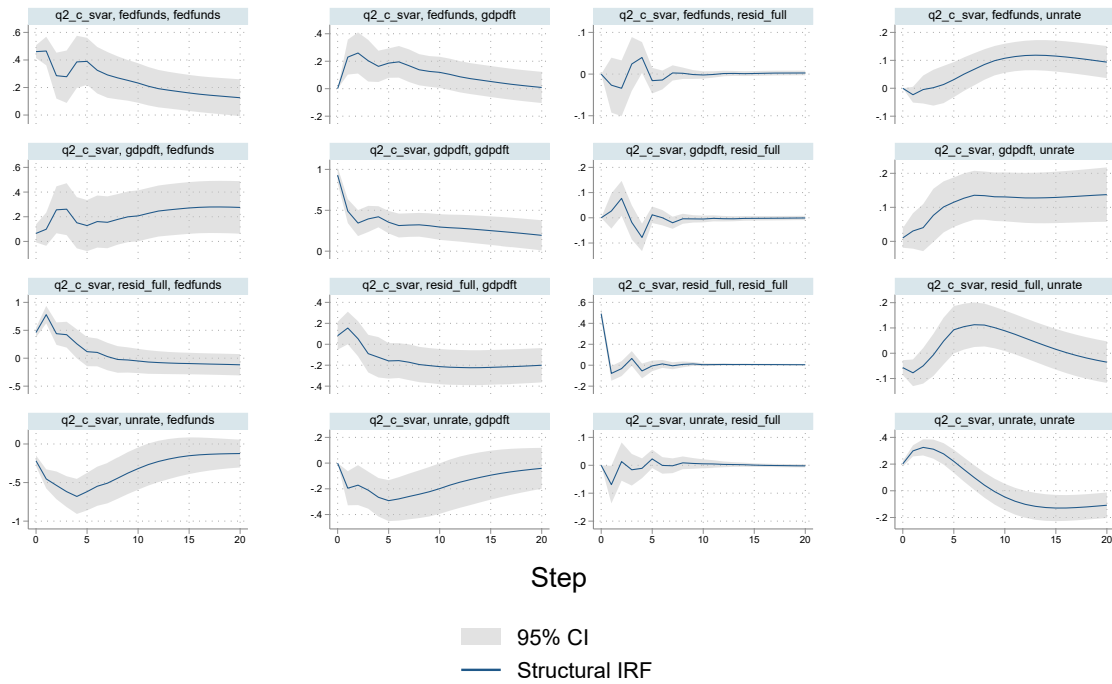 q2_c_svar, fedfunds, fedfunds
q2_c_svar, fedfunds, gdpdft
q2_c_svar, fedfunds, resid_full
q2_c_svar, fedfunds, unrate
.6
.4
.2
0
.4
.2
0
-.2
.1
0
-.1
.2
.1
0
-.1
q2_c_svar, gdpdft, fedfunds
q2_c_svar, gdpdft, gdpdft
q2_c_svar, gdpdft, resid_full
q2_c_svar, gdpdft, unrate
.6
.4
.2
0
1
.5
0
.2
.1
0
-.1
.2
.1
0
q2_c_svar, resid_full, fedfunds
q2_c_svar, resid_full, gdpdft
q2_c_svar, resid_full, resid_full
q2_c_svar, resid_full, unrate
1
.5
0
-.5
.4
.2
0
-.2
-.4
.6
.4
.2
0
-.2
.2
.1
0
-.1
q2_c_svar, unrate, fedfunds
q2_c_svar, unrate, gdpdft
q2_c_svar, unrate, resid_full
q2_c_svar, unrate, unrate
0
-.5
-1
.2
0
-.2
-.4
.1
0
-.1
-.2
.4
.2
0
-.2
0 5 10 15 20
0 5 10 15 20
0 5 10 15 20
0 5 10 15 20
Step
95% CI
Structural IRF